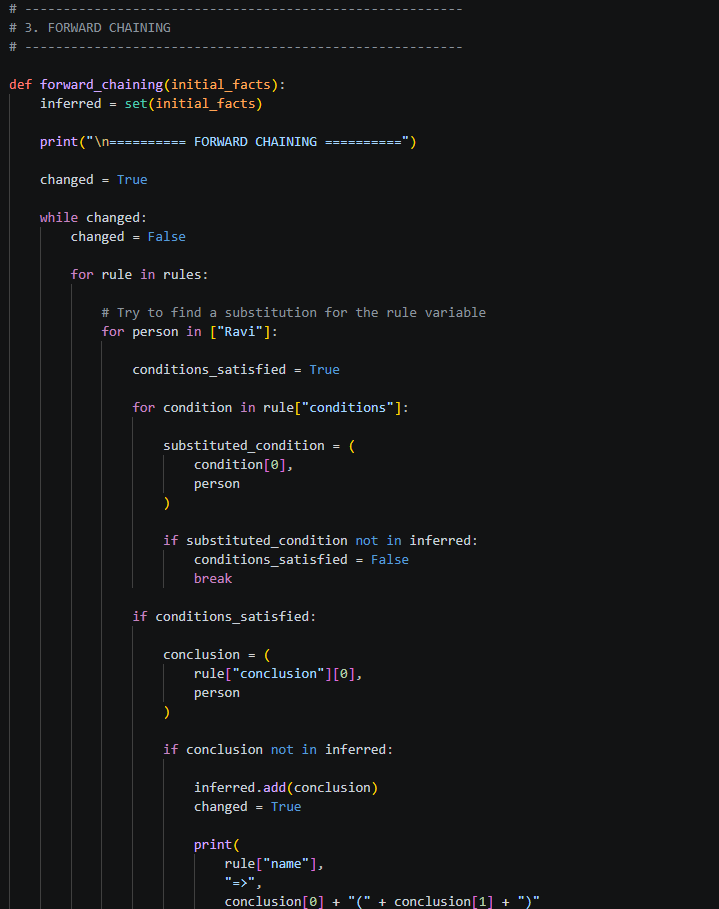 # ---------------------------------------------------------
# 3. FORWARD CHAINING
# ---------------------------------------------------------
def forward_chaining(initial_facts):
    inferred = set(initial_facts)
    print("\n========== FORWARD CHAINING ==========")
    changed = True
    while changed:
        changed = False
        for rule in rules:
            # Try to find a substitution for the rule variable
            for person in ["Ravi"]:
                conditions_satisfied = True
                for condition in rule["conditions"]:
                    substituted_condition = (
                        condition[0],
                        person
                    )
                    if substituted_condition not in inferred:
                        conditions_satisfied = False
                        break
                if conditions_satisfied:
                    conclusion = (
                        rule["conclusion"][0],
                        person
                    )
                    if conclusion not in inferred:
                        inferred.add(conclusion)
                        changed = True
                        print(
                            rule["name"],
                            "=>",
                            conclusion[0] + "(" + conclusion[1] + ")"